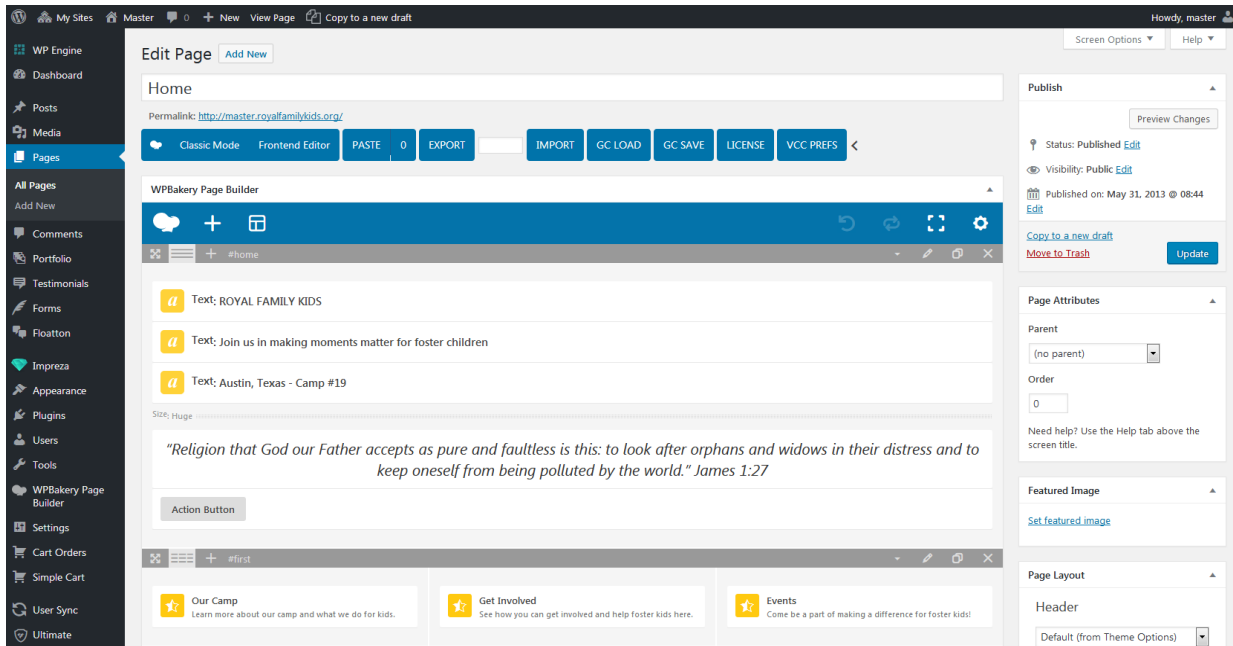 My Sites Master 0 + New View Page Copy to a new draft Howdy, master
Screen Options Help
WP Engine
Dashboard
Posts
Media
Pages
All Pages
Add New
Comments
Portfolio
Testimonials
Forms
Floatton
Impreza
Appearance
Plugins
Users
Tools
WPBakery Page
Builder
Settings
Cart Orders
Simple Cart
User Sync
Ultimate
Edit Page Add New
Home
Permalink: http://master.royalfamilykids.org/
Classic Mode Frontend Editor PASTE 0 EXPORT IMPORT GC LOAD GC SAVE LICENSE VCC PREFS
WPBakery Page Builder
#home
Text: ROYAL FAMILY KIDS
Text: Join us in making moments matter for foster children
Text: Austin, Texas - Camp #19
Size: Huge
“Religion that God our Father accepts as pure and faultless is this: to look after orphans and widows in their distress and to
keep oneself from being polluted by the world.” James 1:27
Action Button
#first
Our Camp
Learn more about our camp and what we do for kids.
Get Involved
See how you can get involved and help foster kids here.
Events
Come be a part of making a difference for foster kids!
Publish
Preview Changes
Status: Published Edit
Visibility: Public Edit
Published on: May 31, 2013 @ 08:44
Edit
Copy to a new draft
Move to Trash Update
Page Attributes
Parent
(no parent)
Order
0
Need help? Use the Help tab above the
screen title.
Featured Image
Set featured image
Page Layout
Header
Default (from Theme Options)